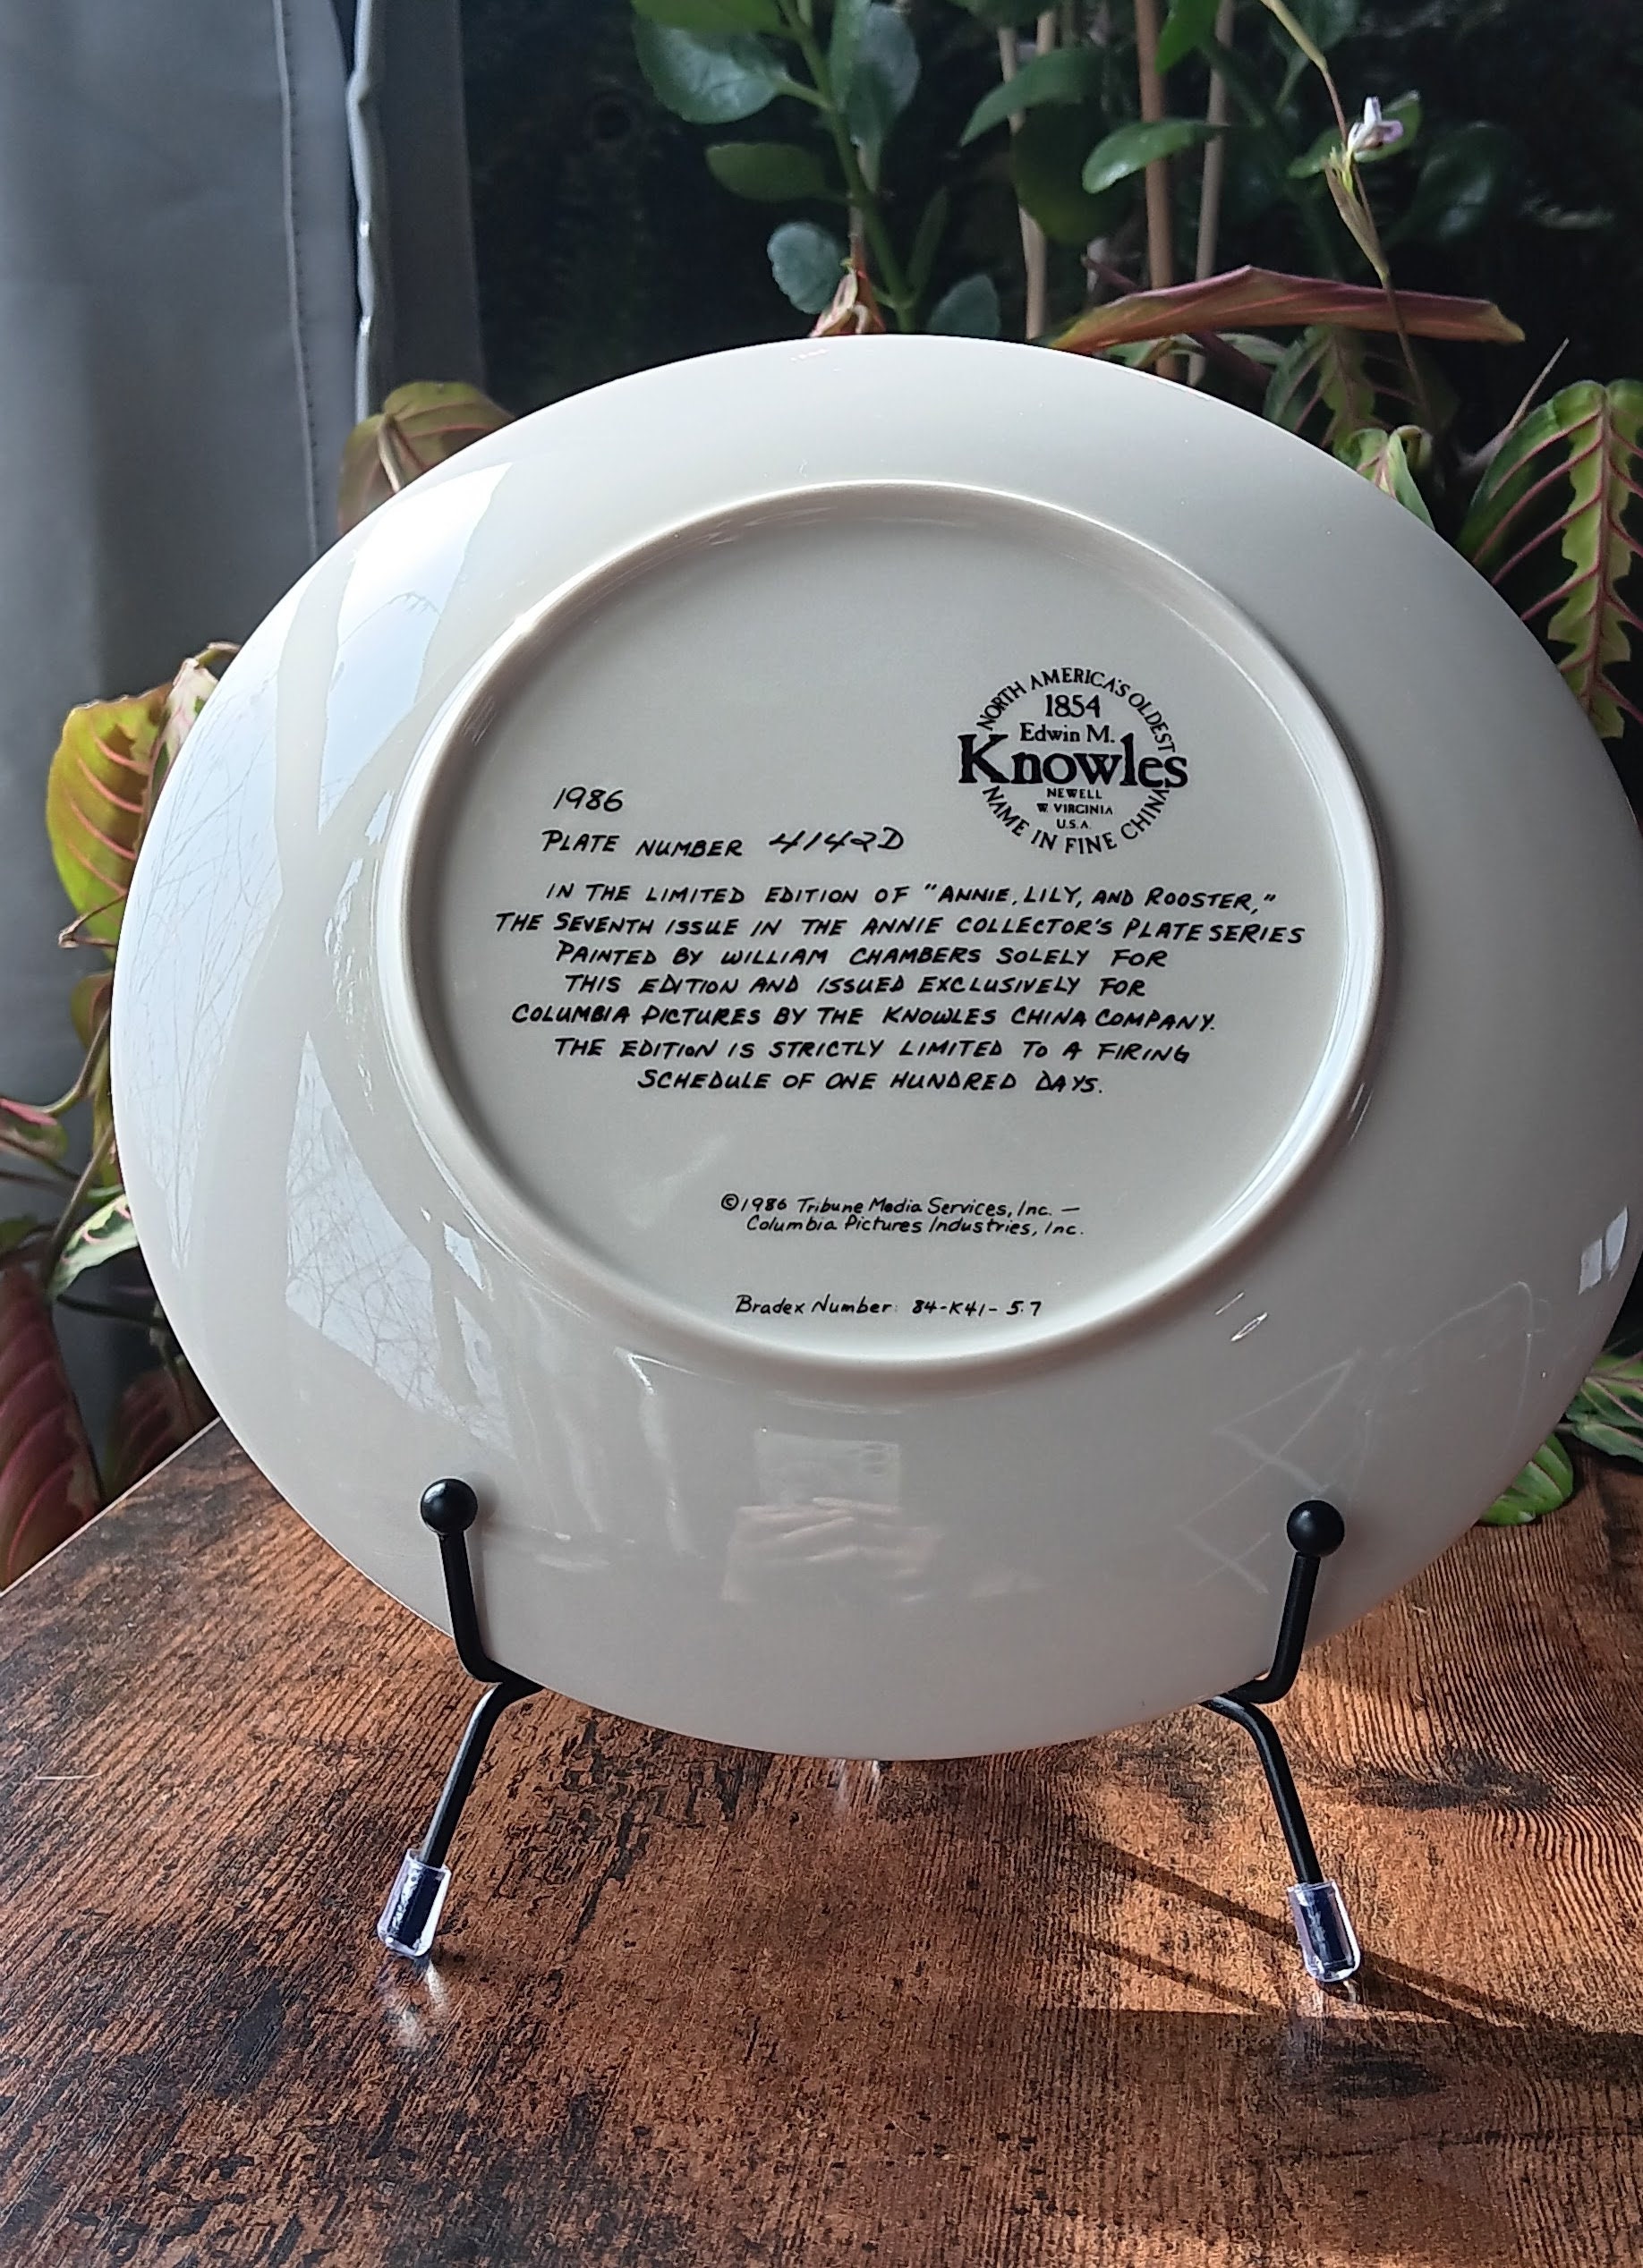 NORTH AMERICA'S OLDEST
1854
Edwin M.
Knowles
NEWELL
W. VIRGINIA
U.S.A.
NAME IN FINE CHINA
1986
PLATE NUMBER 4142D
IN THE LIMITED EDITION OF "ANNIE, LILY, AND ROOSTER,"
THE SEVENTH ISSUE IN THE ANNIE COLLECTOR'S PLATE SERIES
PAINTED BY WILLIAM CHAMBERS SOLELY FOR
THIS EDITION AND ISSUED EXCLUSIVELY FOR
COLUMBIA PICTURES BY THE KNOWLES CHINA COMPANY.
THE EDITION IS STRICTLY LIMITED TO A FIRING
SCHEDULE OF ONE HUNDRED DAYS.
©1986 Tribune Media Services, Inc. —
Columbia Pictures Industries, Inc.
Bradex Number: 84-K41-5.7